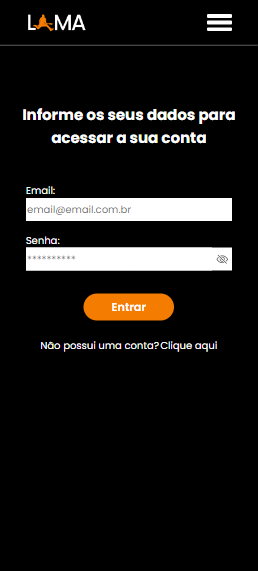 LAMA
Informe os seus dados para
acessar a sua conta
Email:
email@email.com.br
Senha:
**********
Entrar
Não possui uma conta? Clique aqui